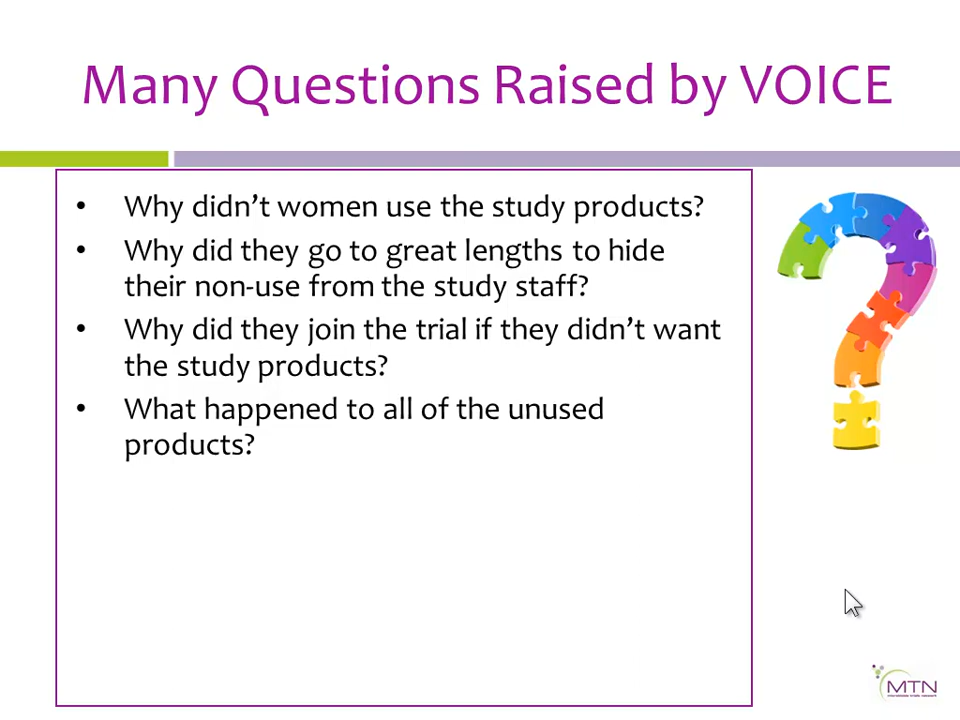 Many Questions Raised by VOICE
• Why didn't women use the study products?
• Why did they go to great lengths to hide
their non-use from the study staff?
• Why did they join the trial if they didn't want
the study products?
• What happened to all of the unused
products?
MTN